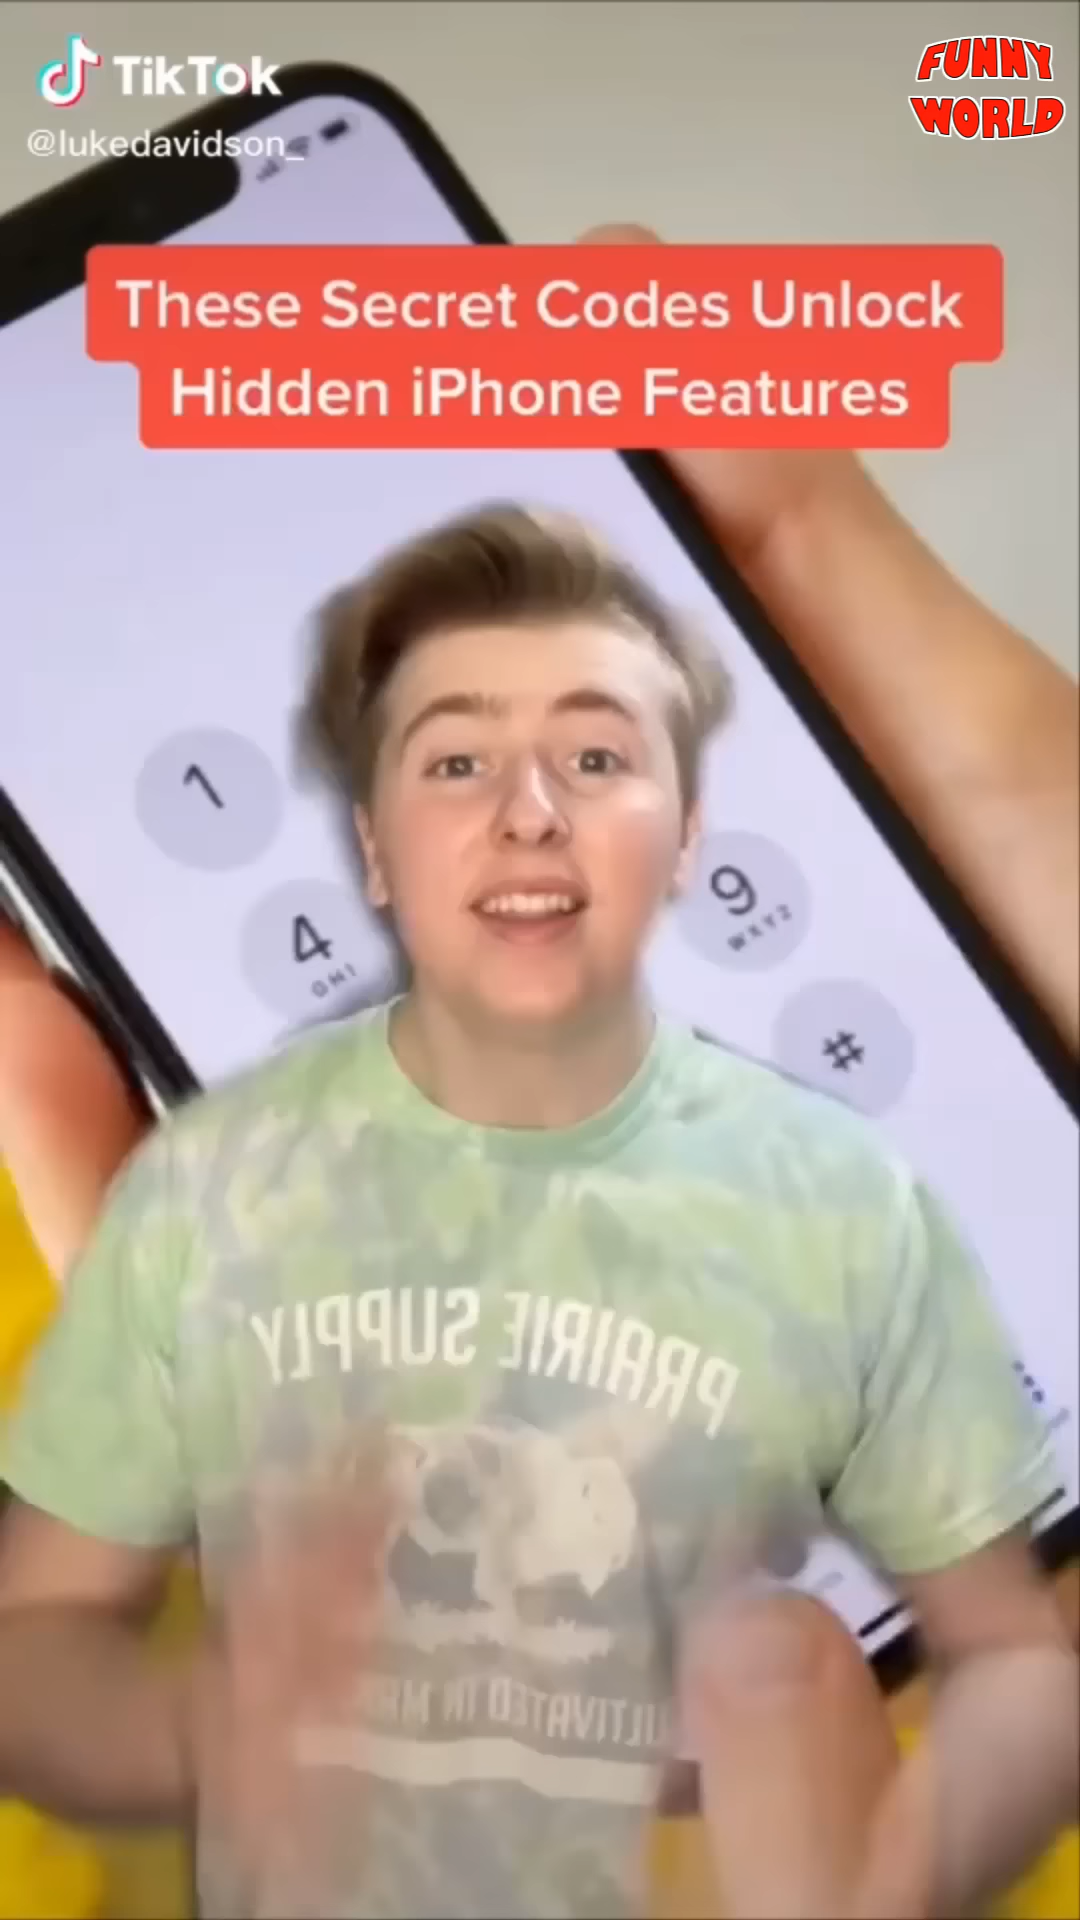 TikTok
@lukedavidson_
FUNNY
WORLD
These Secret Codes Unlock
Hidden iPhone Features
1
4
GHI
9
WXYZ
#
PRAIRIE SUPPLY